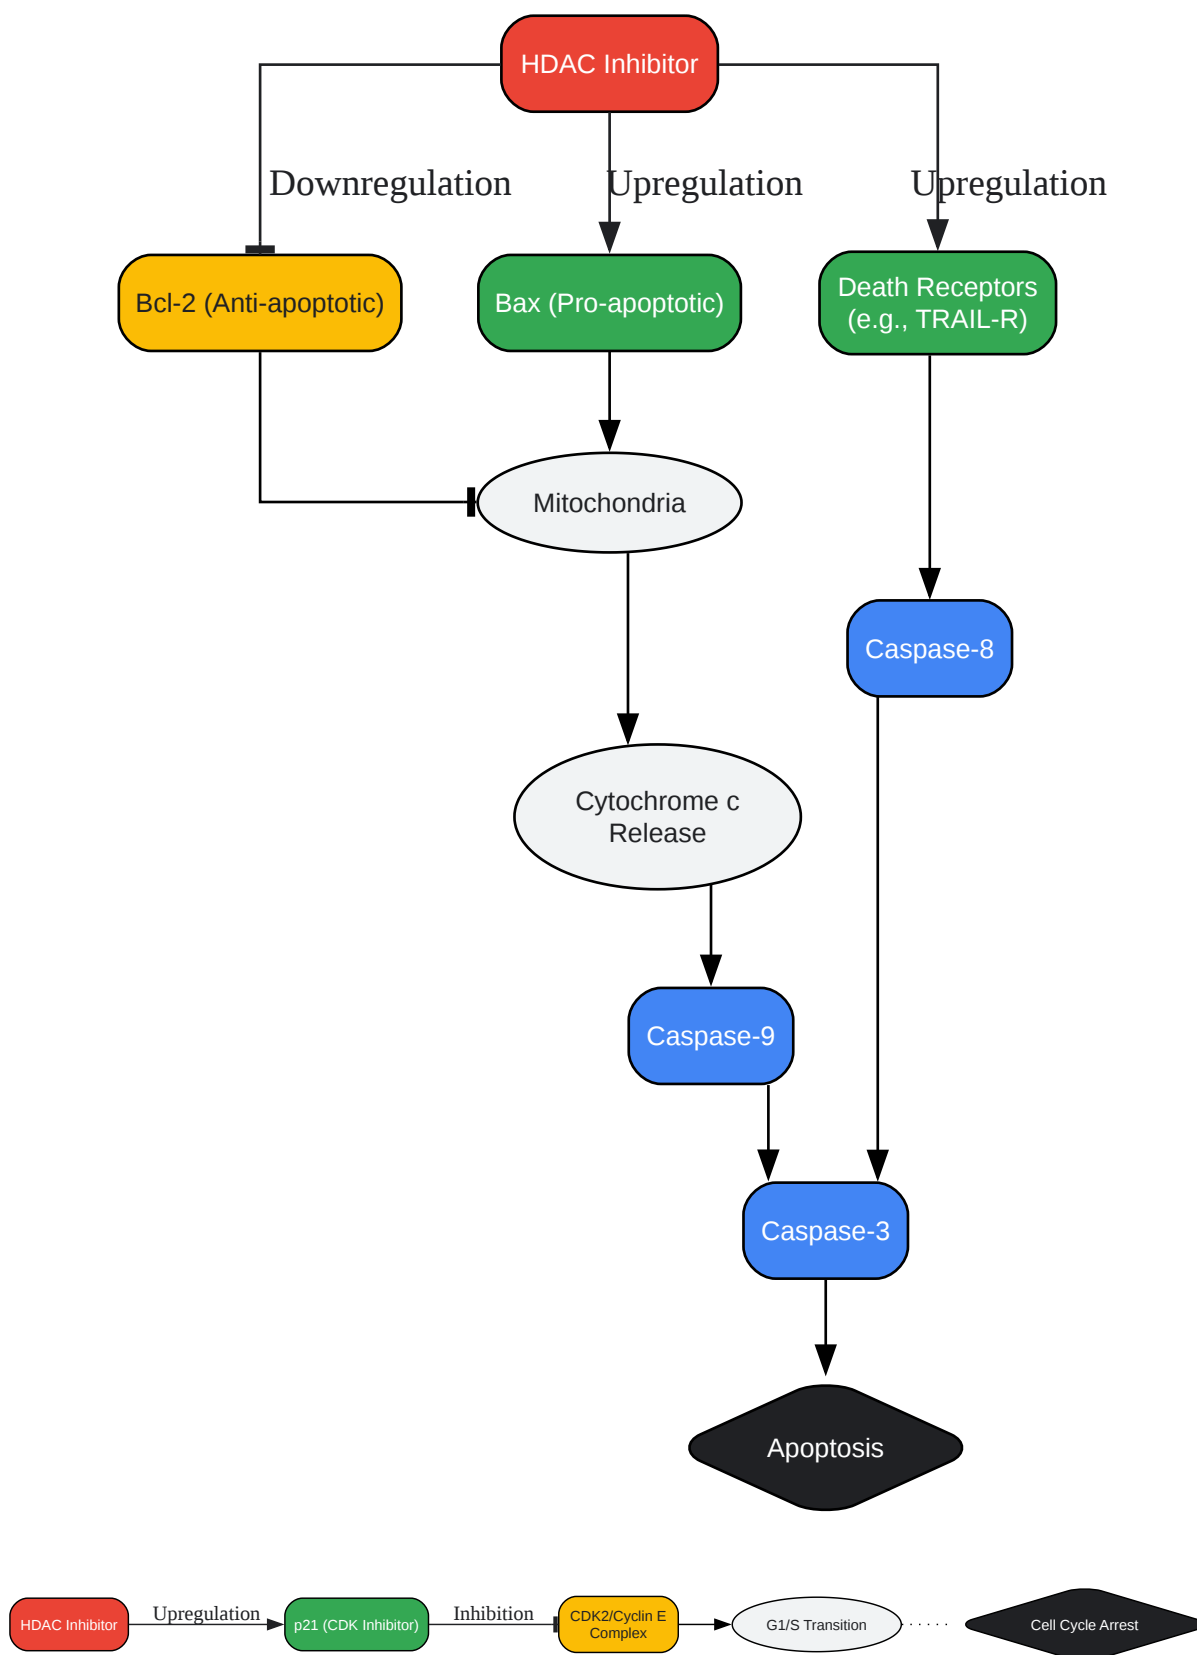 HDAC Inhibitor
Downregulation
Upregulation
Upregulation
Bcl-2 (Anti-apoptotic)
Bax (Pro-apoptotic)
Death Receptors
(e.g., TRAIL-R)
Mitochondria
Caspase-8
Cytochrome c
Release
Caspase-9
Caspase-3
Apoptosis
HDAC Inhibitor
Upregulation
p21 (CDK Inhibitor)
Inhibition
CDK2/Cyclin E
Complex
G1/S Transition
Cell Cycle Arrest